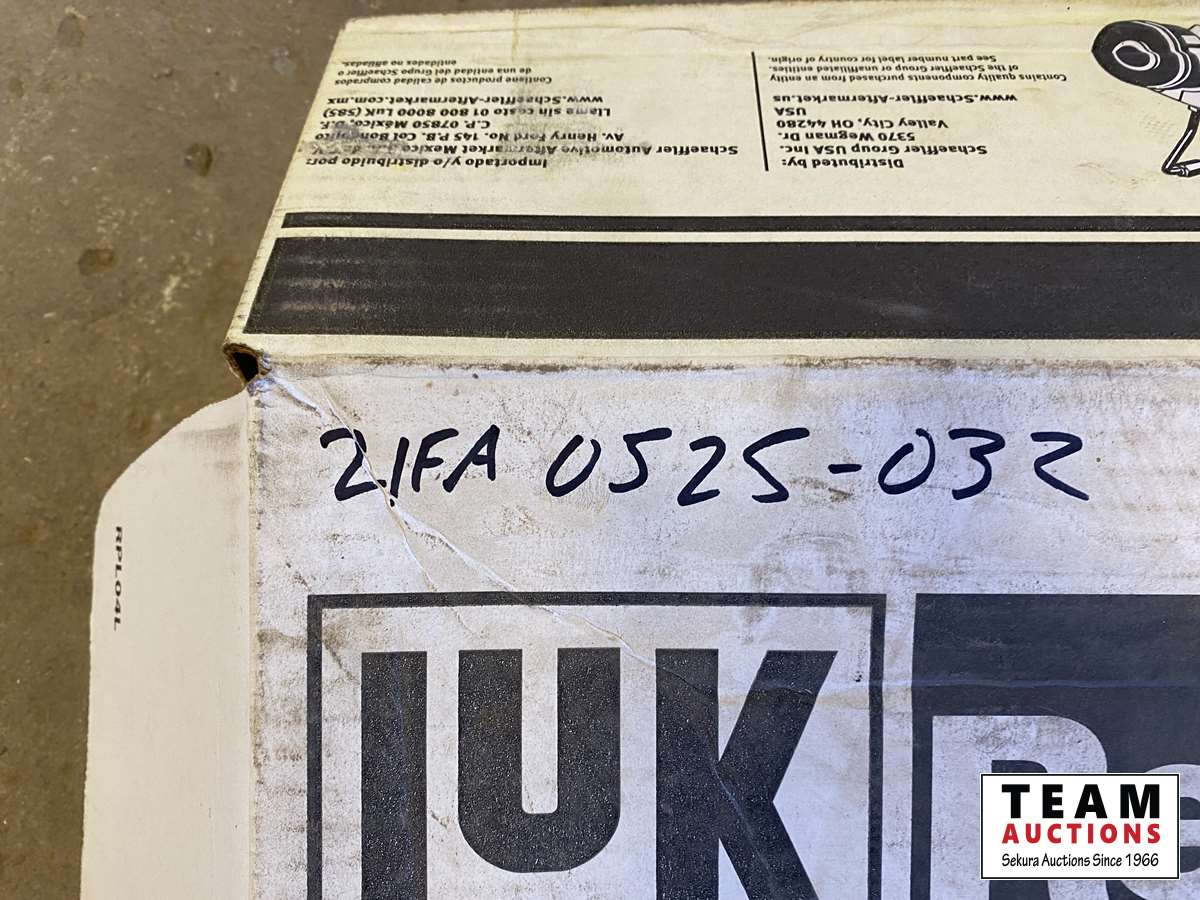 Importado y/o distribuido por:
Schaeffler Automotive Aftermarket Mexico S. de R.L.
Av. Henry Ford No. 145 P.B. Col Bondojito
C.P. 07850 México, D.F.
Llama sin costo 01 800 8000 LuK (585)
www.Schaeffler-Aftermarket.com.mx
Contiene productos de calidad comprados
de una entidad del Grupo Schaeffler o
entidades no afiliadas.
Distributed by:
Schaeffler Group USA Inc.
5370 Wegman Dr.
Valley City, OH 44280
USA
www.Schaeffler-Aftermarket.us
Contains quality components purchased from an entity
of the Schaeffler Group or unaffiliated entities.
See part number label for country of origin.
21FA 0525-032
RPL04L
LUK
TEAM
AUCTIONS
Sekura Auctions Since 1966